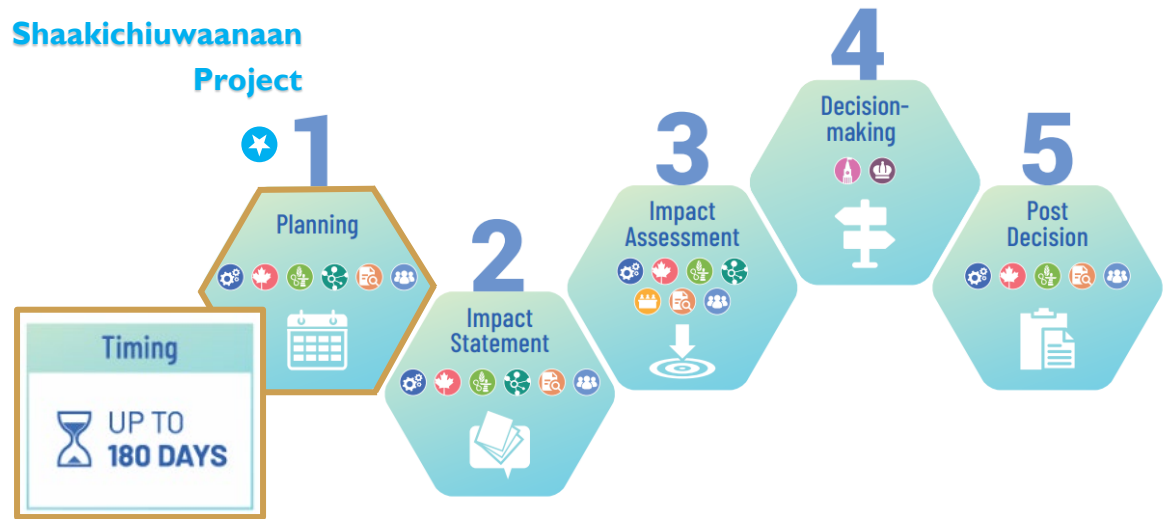 Shaakichiuwaanaan
Project
1
Planning
Timing
UP TO
180 DAYS
2
Impact
Statement
3
Impact
Assessment
4
Decision-
making
5
Post
Decision